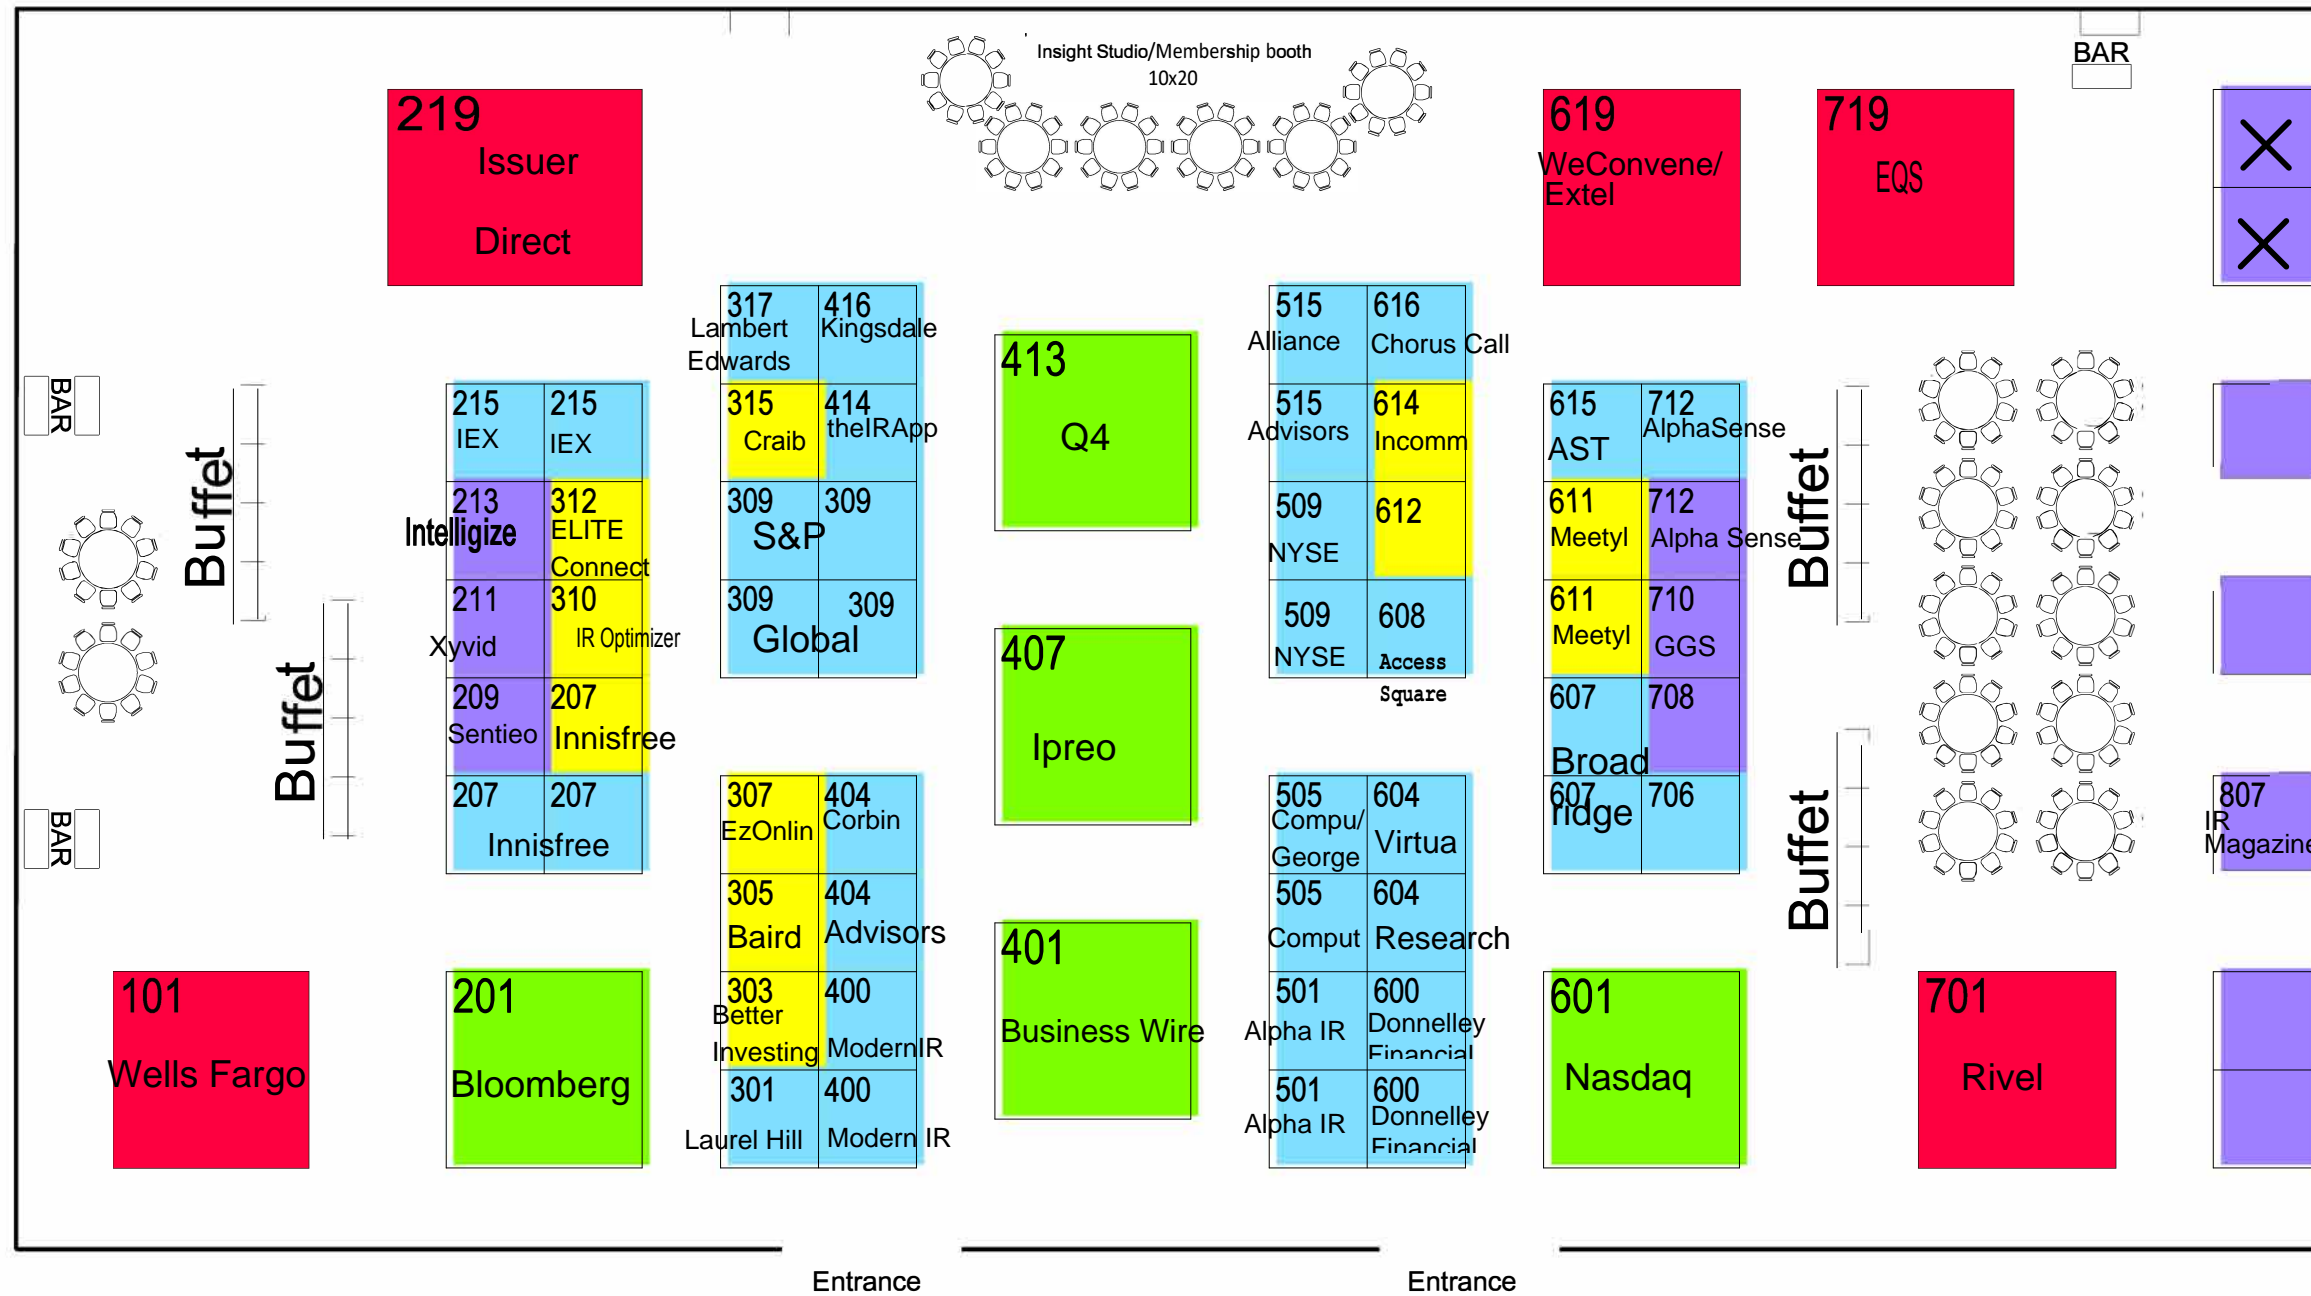 Insight Studio/Membership booth
10x20
BAR
219
Issuer
Direct
619
WeConvene/
Extel
719
EQS
317
Lambert
Edwards
416
Kingsdale
413
Q4
515
Alliance
616
Chorus Call
BAR
Buffet
215
IEX
215
IEX
315
Craib
414
theIRApp
515
Advisors
614
Incomm
615
AST
712
AlphaSense
Buffet
213
Intelligize
312
ELITE
Connect
309
S&P
309
509
NYSE
612
611
Meetyl
712
Alpha Sense
211
Xyvid
310
IR Optimizer
309
Global
309
407
Ipreo
509
NYSE
608
Access
Square
611
Meetyl
710
GGS
Buffet
209
Sentieo
207
Innisfree
607
Broad
708
BAR
207
207
Innisfree
307
EzOnlin
404
Corbin
505
Compu/
George
604
Virtua
607
ridge
706
Buffet
807
IR
Magazine
305
Baird
404
Advisors
401
Business Wire
505
Comput
604
Research
101
Wells Fargo
201
Bloomberg
303
Better
Investing
400
ModernIR
501
Alpha IR
600
Donnelley
Financial
601
Nasdaq
701
Rivel
301
Laurel Hill
400
Modern IR
501
Alpha IR
600
Donnelley
Financial
Entrance
Entrance